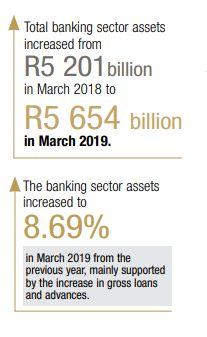 Total banking sector assets
increased from
R5 201 billion
in March 2018 to
R5 654 billion
in March 2019.
The banking sector assets
increased to
8.69%
in March 2019 from the
previous year, mainly supported
by the increase in gross loans
and advances.